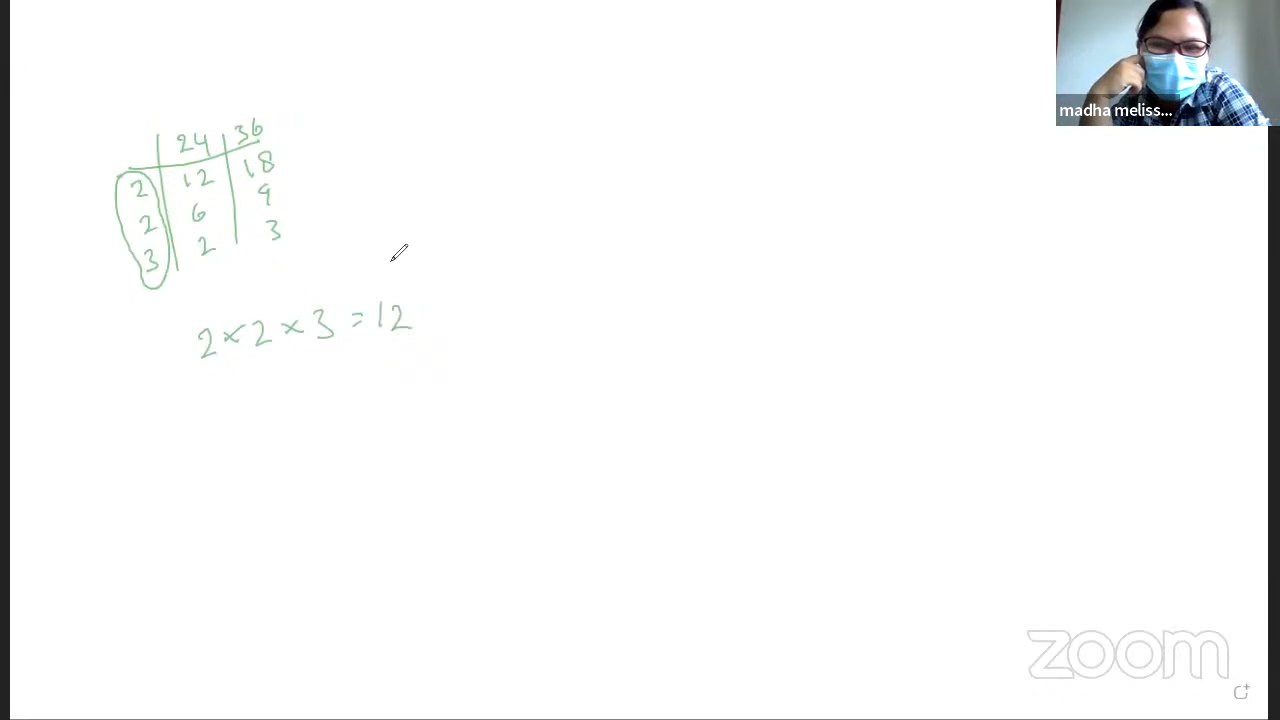 24 36
2 12 18
2 6 9
3 2 3
2 × 2 × 3 = 12
madha meliss...
zoom